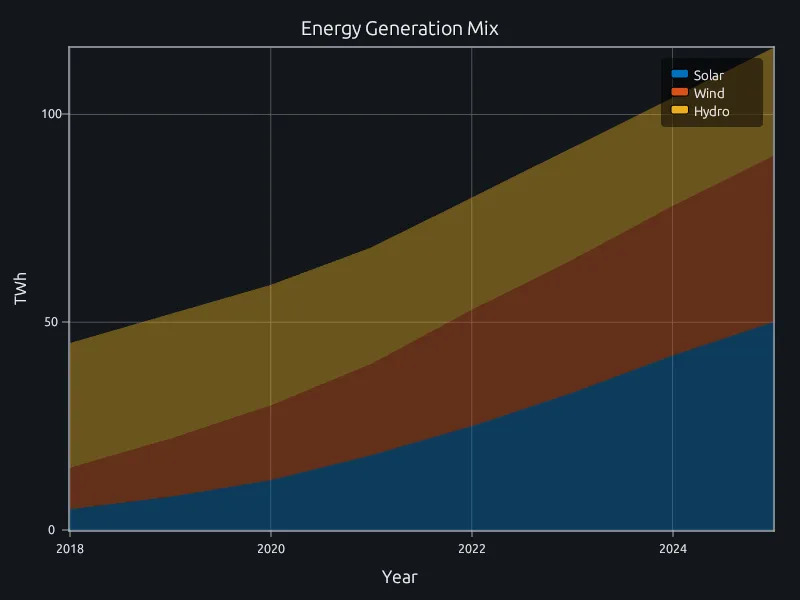 Energy Generation Mix
Solar
Wind
Hydro
100
50
0
TWh
2018 2020 2022 2024
Year